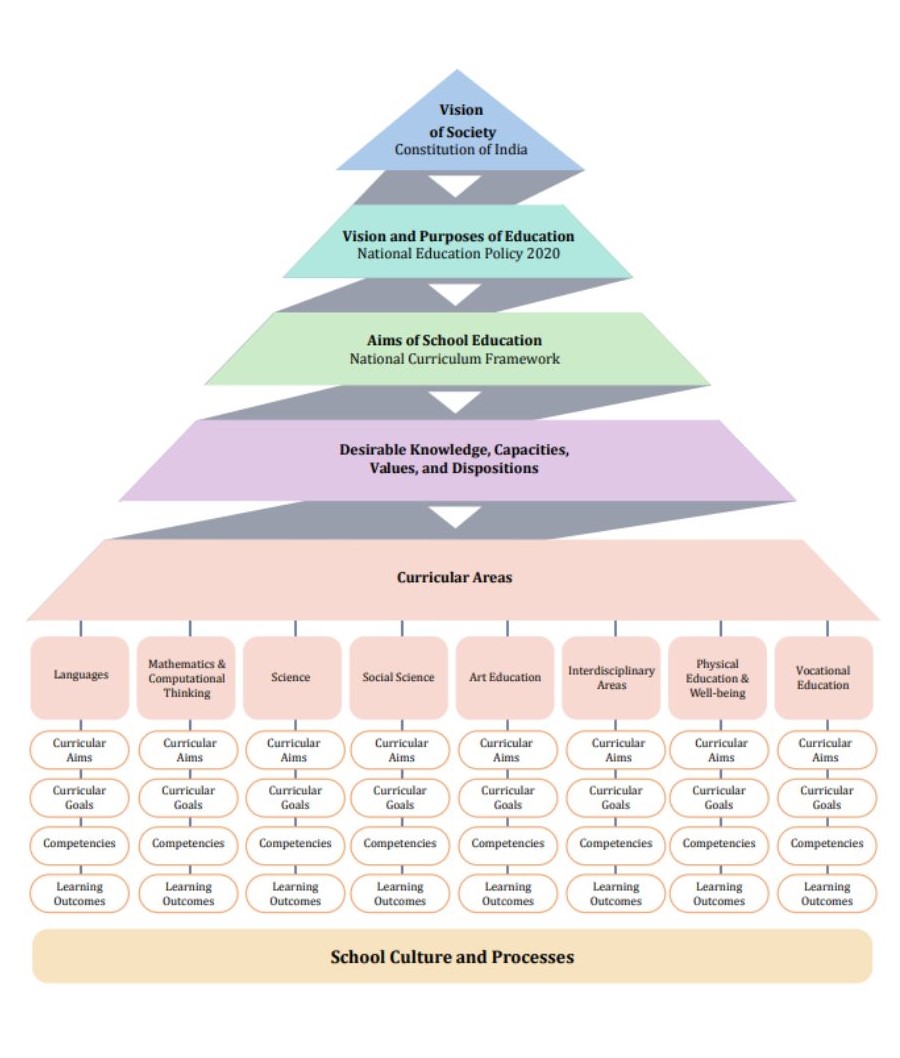 Vision
of Society
Constitution of India
Vision and Purposes of Education
National Education Policy 2020
Aims of School Education
National Curriculum Framework
Desirable Knowledge, Capacities,
Values, and Dispositions
Curricular Areas
Languages
Mathematics &
Computational
Thinking
Science
Social Science
Art Education
Interdisciplinary
Areas
Physical
Education &
Well-being
Vocational
Education
Curricular
Aims
Curricular
Aims
Curricular
Aims
Curricular
Aims
Curricular
Aims
Curricular
Aims
Curricular
Aims
Curricular
Aims
Curricular
Goals
Curricular
Goals
Curricular
Goals
Curricular
Goals
Curricular
Goals
Curricular
Goals
Curricular
Goals
Curricular
Goals
Competencies
Competencies
Competencies
Competencies
Competencies
Competencies
Competencies
Competencies
Learning
Outcomes
Learning
Outcomes
Learning
Outcomes
Learning
Outcomes
Learning
Outcomes
Learning
Outcomes
Learning
Outcomes
Learning
Outcomes
School Culture and Processes